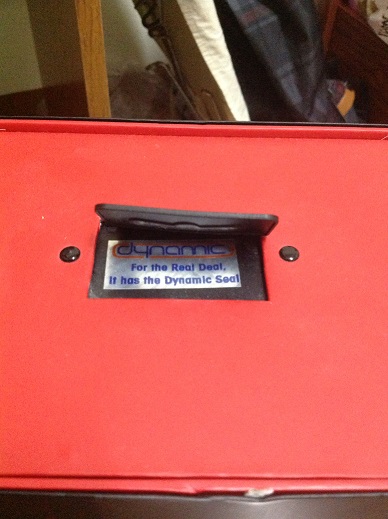 dynamic
For the Real Deal,
It has the Dynamic Seal